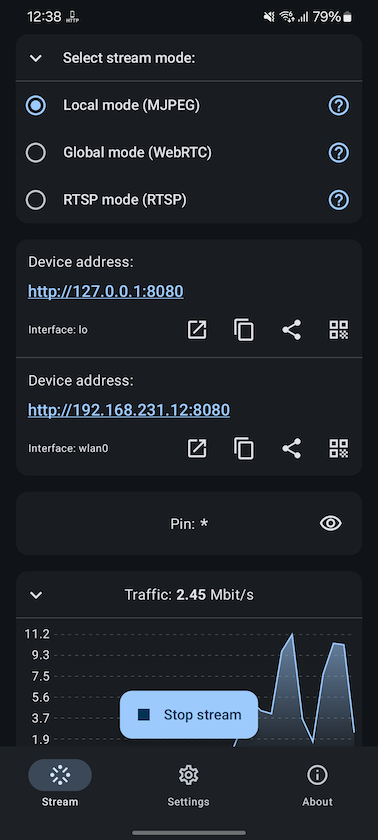 12:38 HTTP 79%
Select stream mode:
Local mode (MJPEG)
Global mode (WebRTC)
RTSP mode (RTSP)
Device address:
http://127.0.0.1:8080
Interface: lo
Device address:
http://192.168.231.12:8080
Interface: wlan0
Pin: *
Traffic: 2.45 Mbit/s
11.2
9.3
7.5
5.6
3.7
Stop stream
1.9
Stream Settings About